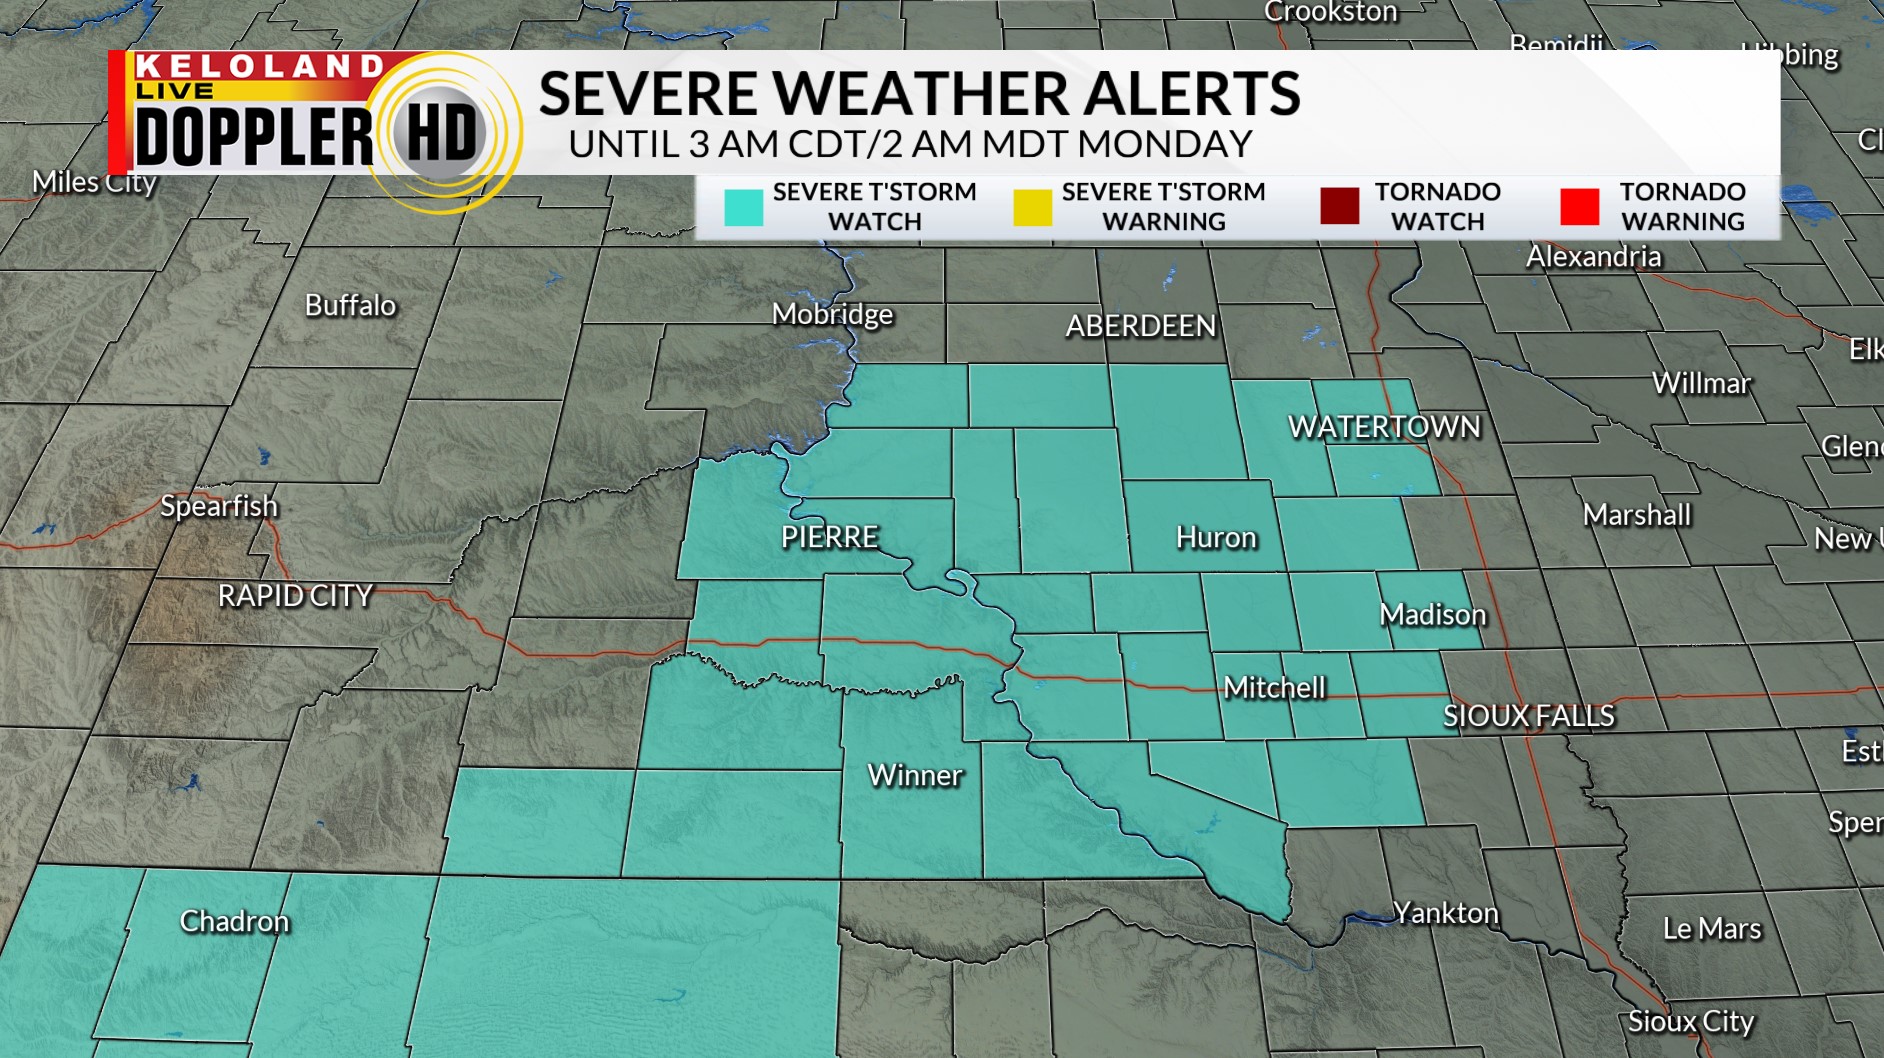 Crookston
Bemidji
Hibbing
KELOLAND
LIVE
DOPPLER HD
SEVERE WEATHER ALERTS
UNTIL 3 AM CDT/2 AM MDT MONDAY
Cl
Miles City
SEVERE T'STORM
WATCH
SEVERE T'STORM
WARNING
TORNADO
WATCH
TORNADO
WARNING
Alexandria
Buffalo
Mobridge
ABERDEEN
Elk
Willmar
WATERTOWN
Glenc
Spearfish
Marshall
PIERRE
Huron
New U
RAPID CITY
Madison
Mitchell
SIOUX FALLS
Est
Winner
Spen
Chadron
Yankton
Le Mars
Sioux City